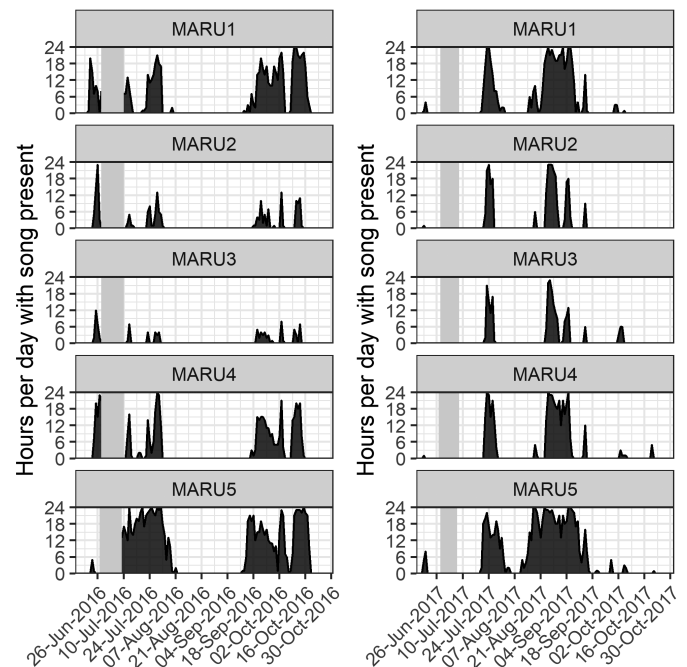 Hours per day with song present
MARU1
24
18
12
6
0
MARU2
24
18
12
6
0
MARU3
24
18
12
6
0
MARU4
24
18
12
6
0
MARU5
24
18
12
6
0
26-Jun-2016
10-Jul-2016
24-Jul-2016
07-Aug-2016
21-Aug-2016
04-Sep-2016
18-Sep-2016
02-Oct-2016
16-Oct-2016
30-Oct-2016
Hours per day with song present
MARU1
24
18
12
6
0
MARU2
24
18
12
6
0
MARU3
24
18
12
6
0
MARU4
24
18
12
6
0
MARU5
24
18
12
6
0
26-Jun-2017
10-Jul-2017
24-Jul-2017
07-Aug-2017
21-Aug-2017
04-Sep-2017
18-Sep-2017
02-Oct-2017
16-Oct-2017
30-Oct-2017